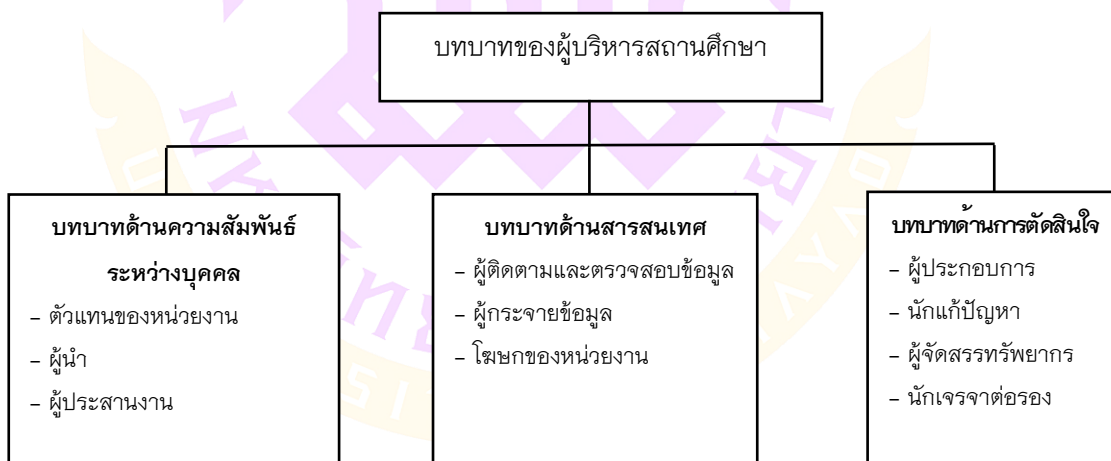 บทบาทของผู้บริหารสถานศึกษา
บทบาทด้านความสัมพันธ์
ระหว่างบุคคล
– ตัวแทนของหน่วยงาน
– ผู้นำ
– ผู้ประสานงาน
บทบาทด้านสารสนเทศ
– ผู้ติดตามและตรวจสอบข้อมูล
– ผู้กระจายข้อมูล
– โฆษกของหน่วยงาน
บทบาทด้านการตัดสินใจ
– ผู้ประกอบการ
– นักแก้ปัญหา
– ผู้จัดสรรทรัพยากร
– นักเจรจาต่อรอง